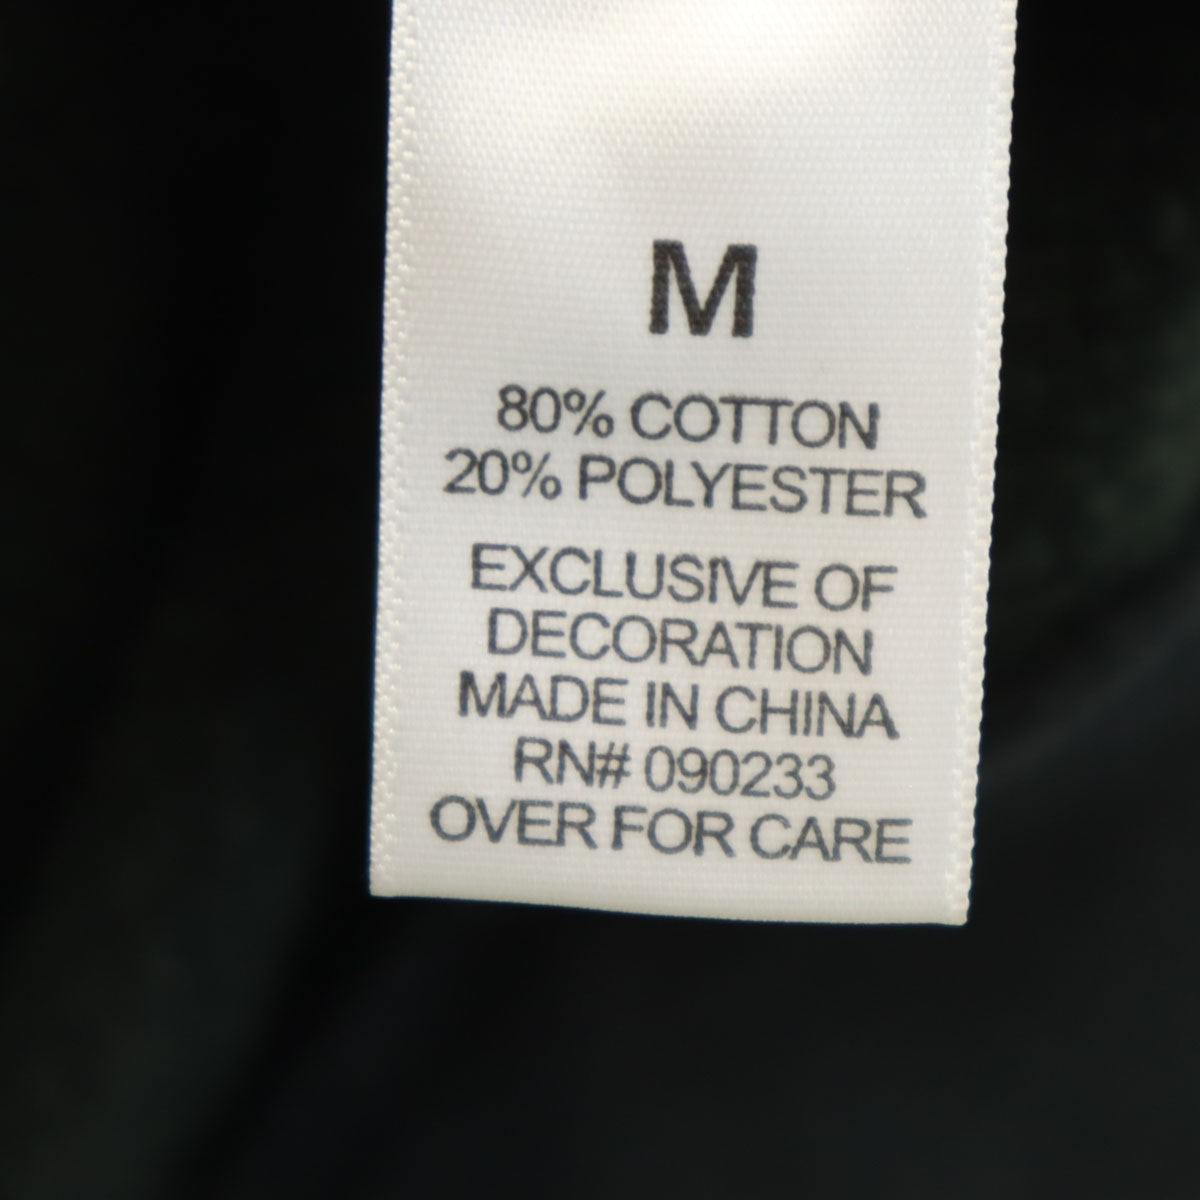 M
80% COTTON
20% POLYESTER
EXCLUSIVE OF
DECORATION
MADE IN CHINA
RN# 090233
OVER FOR CARE